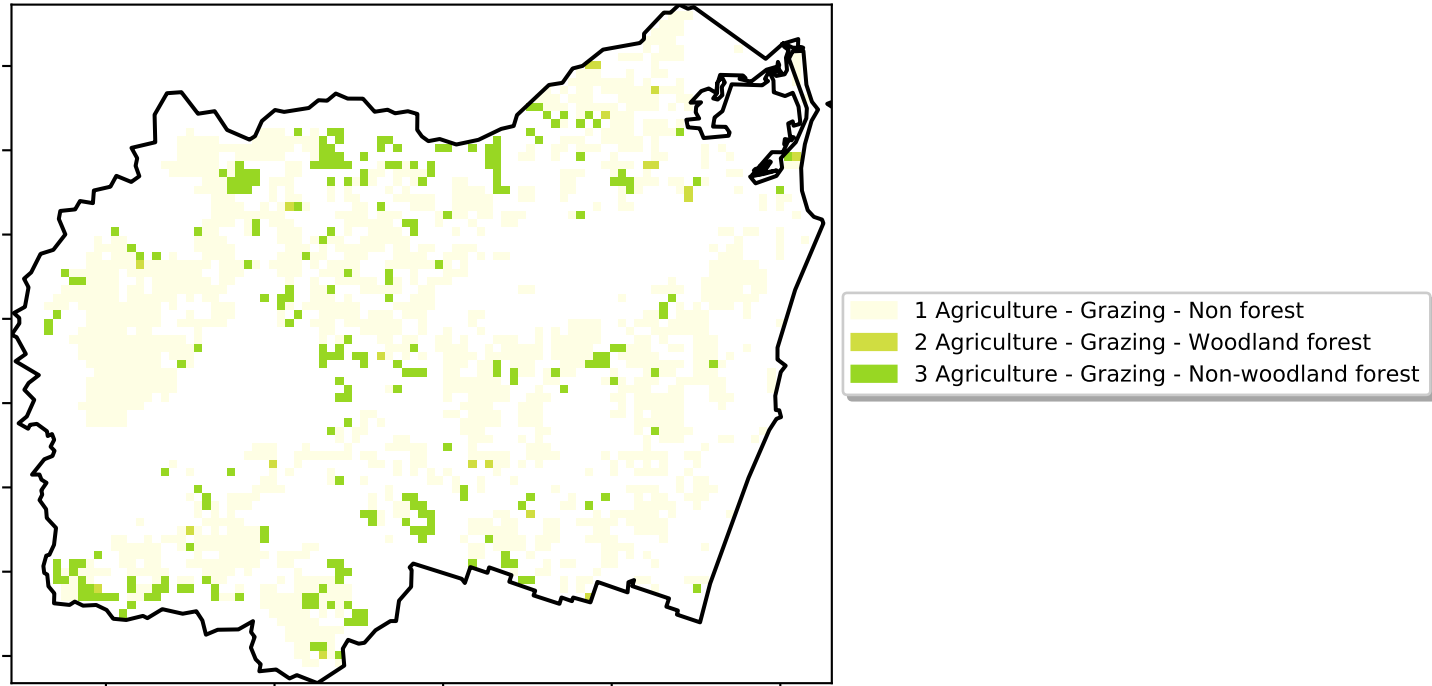 1 Agriculture - Grazing - Non forest
2 Agriculture - Grazing - Woodland forest
3 Agriculture - Grazing - Non-woodland forest